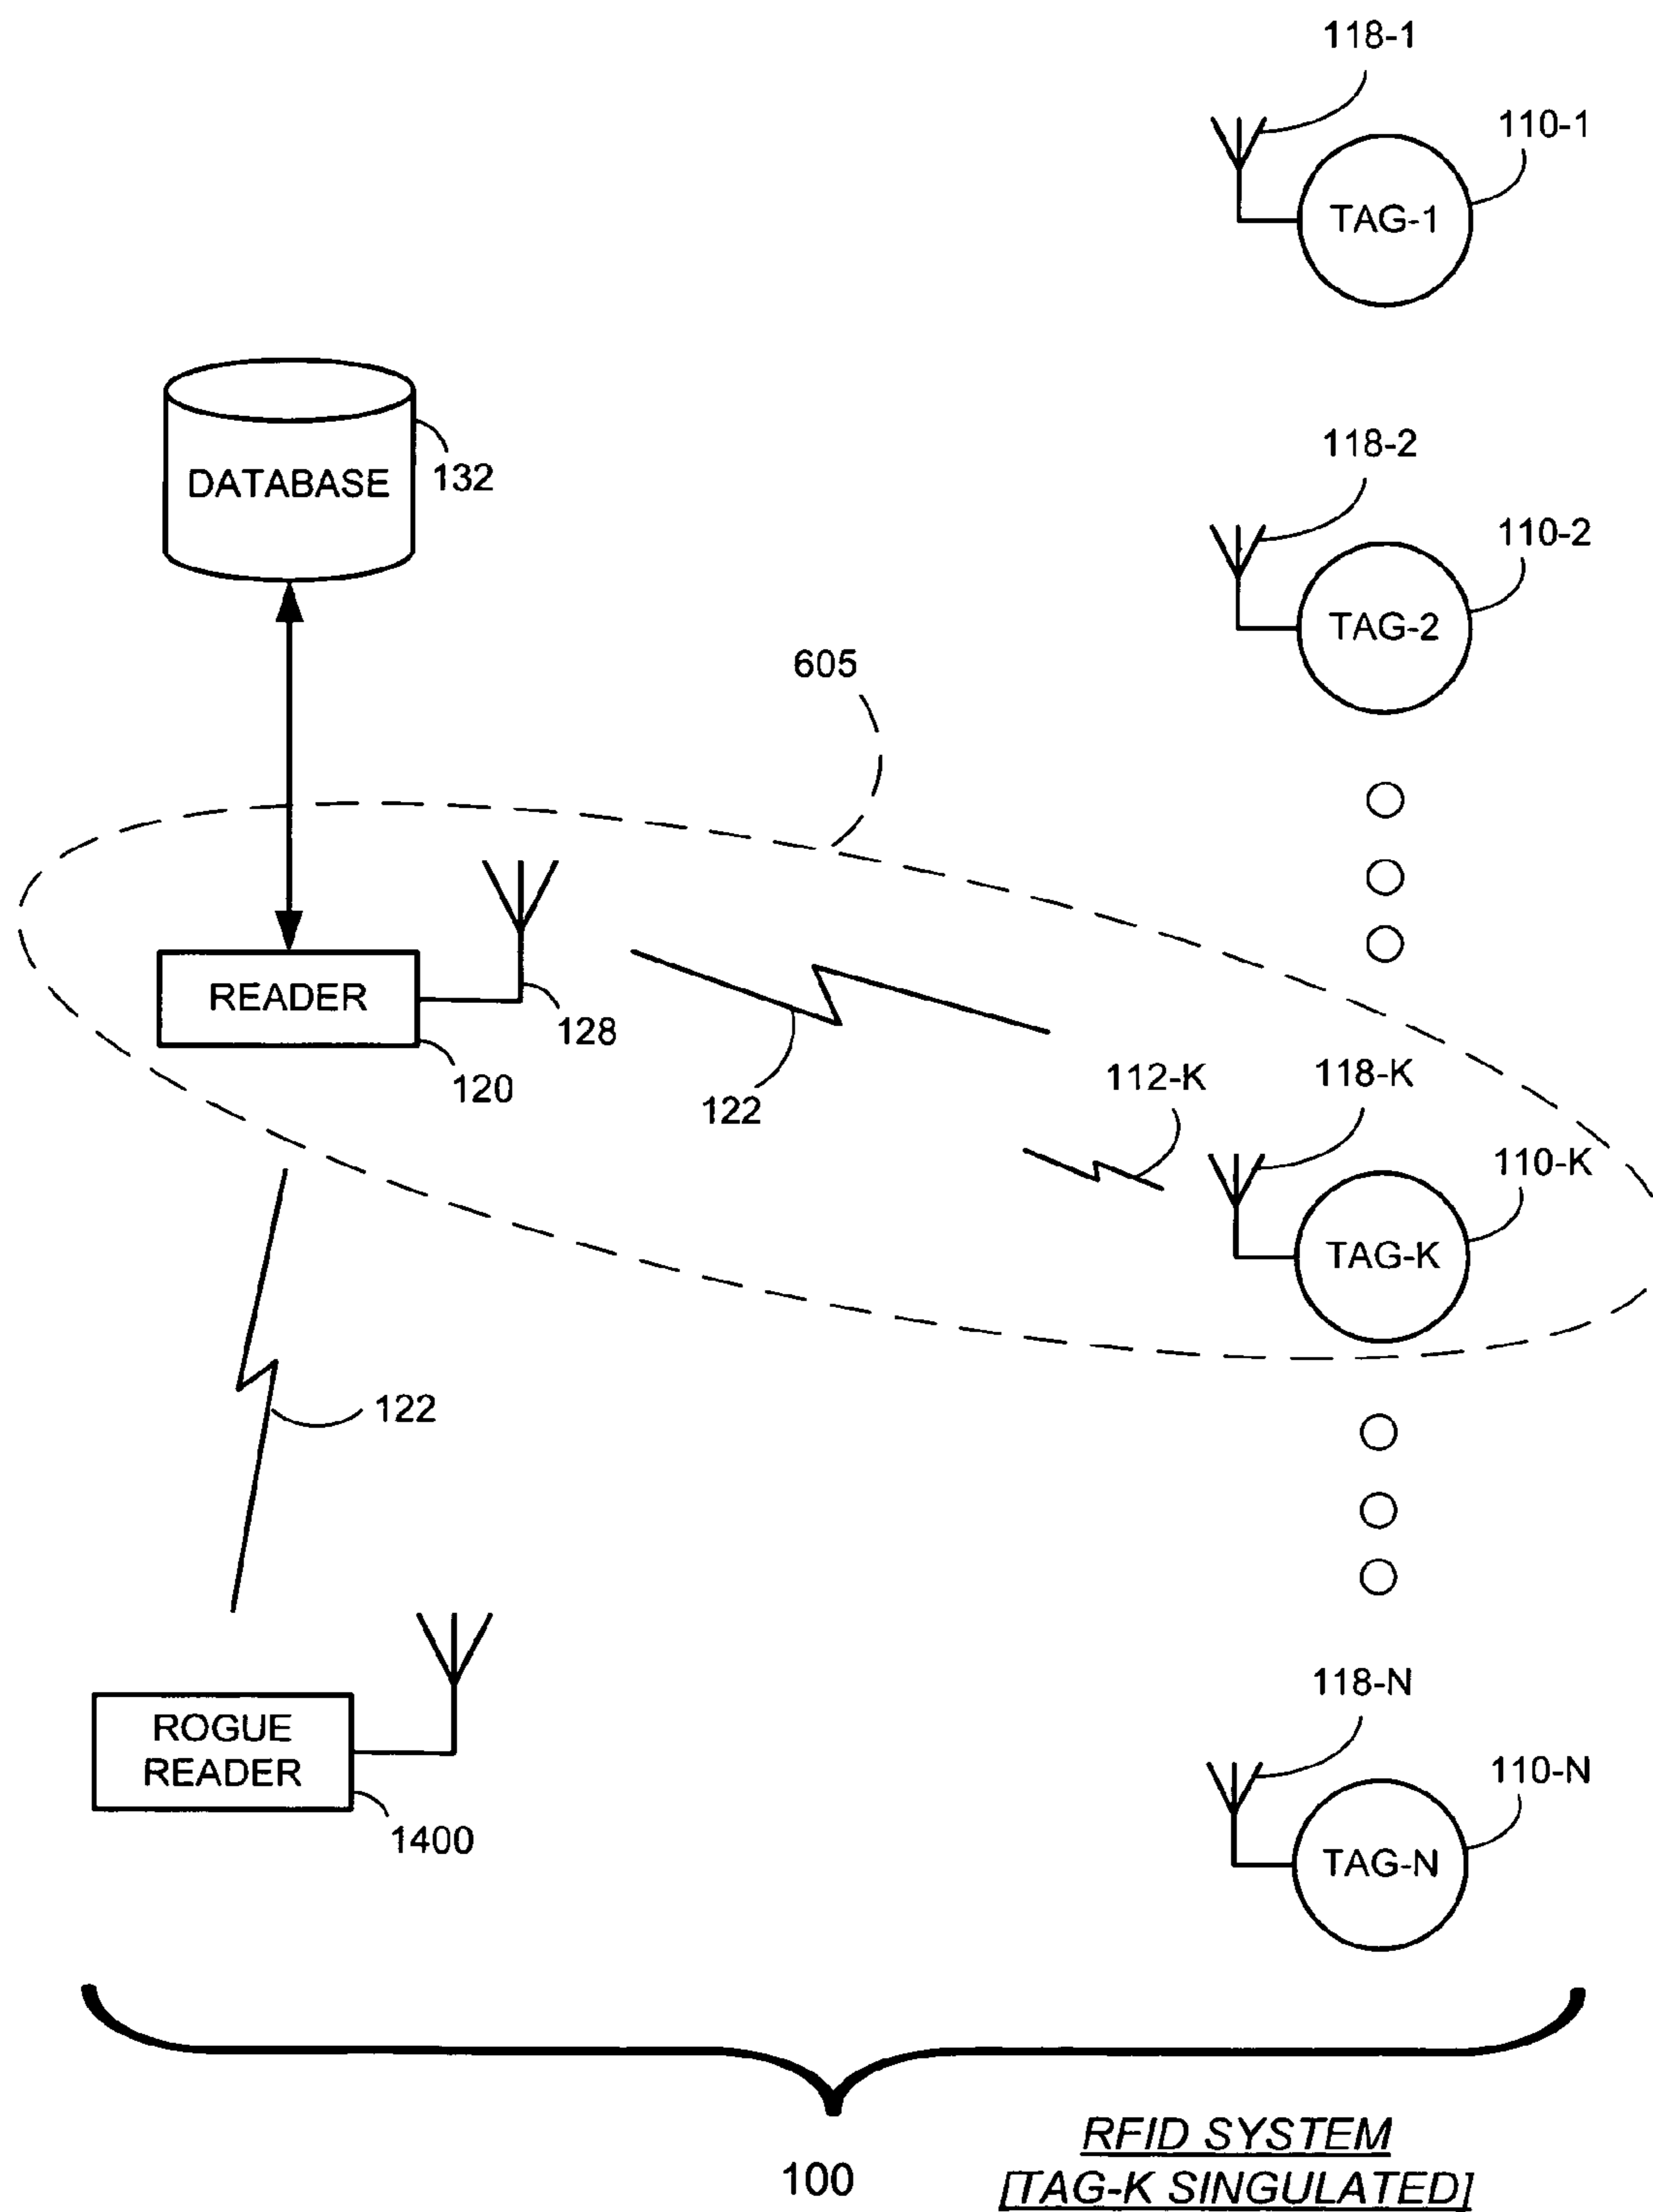 118-1
110-1
TAG-1
DATABASE
132
118-2
110-2
TAG-2
605
READER
128
120
122
112-K
118-K
110-K
TAG-K
122
ROGUE
READER
1400
118-N
110-N
TAG-N
100
RFID SYSTEM
[TAG-K SINGULATED]